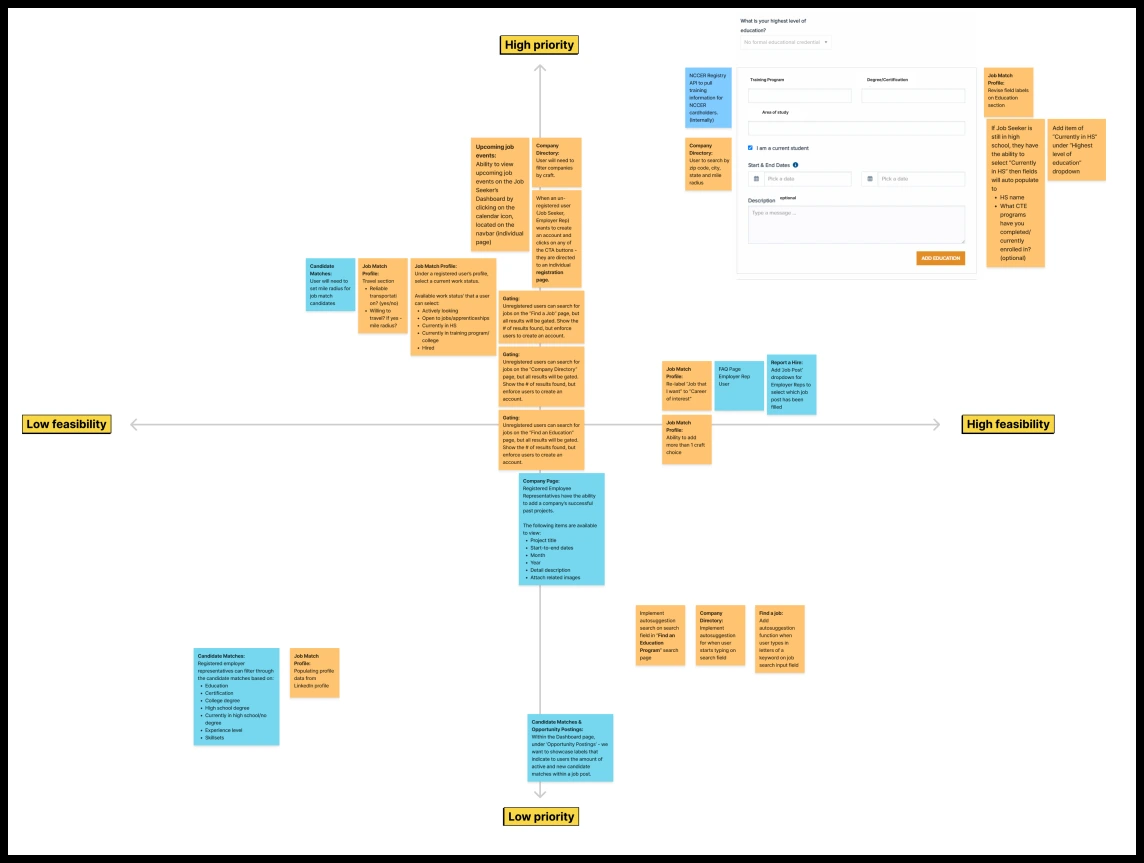 High priority
What is your highest level of
education?
No formal educational credential
NCCER Registry
API to pull
training
information for
NCCER
cardholders.
(Internally)
Company
Directory:
User to search by
zip code, city,
state and mile
radius
Training Program
Degree/Certification
Area of study
I am a current student
Start & End Dates
Pick a date
Pick a date
Description optional
Type a message ...
ADD EDUCATION
Job Match
Profile:
Revise field labels
on Education
section
If Job Seeker is
still in high
school, they have
the ability to
select "Currently
in HS" then fields
will auto populate
to
• HS name
• What CTE
programs
have you
completed/
currently
enrolled in?
(optional)
Add item of
"Currently in HS"
under "Highest
level of
education"
dropdown
Upcoming job
events:
Ability to view
upcoming job
events on the Job
Seeker's
Dashboard by
clicking on the
calendar icon,
located on the
navbar (individual
page)
Company
Directory:
User will need to
filter companies
by craft.
When an un-
registered user
(Job Seeker,
Employer Rep)
wants to create
an account and
clicks on any of
the CTA buttons -
they are directed
to an individual
registration
page.
Candidate
Matches:
User will need to
set mile radius for
job match
candidates
Job Match
Profile:
Travel section
• Reliable
transportati
on? (yes/no)
• Willing to
travel? If yes -
mile radius?
Job Match Profile:
Under a registered user's profile,
select a current work status.
Available work status' that a user
can select:
• Actively looking
• Open to jobs/apprenticeships
• Currently in HS
• Currently in training program/
college
• Hired
Gating:
Unregistered users can search for
jobs on the "Find a Job' page, but
all results will be gated. Show the
# of results found, but enforce
users to create an account.
Gating:
Unregistered users can search for
jobs on the "Company Directory"
page, but all results will be gated.
Show the # of results found, but
enforce users to create an
account.
Gating:
Unregistered users can search for
jobs on the "Find an Education"
page, but all results will be gated.
Show the # of results found, but
enforce users to create an
account.
Job Match
Profile:
Re-label "Job that
I want" to "Career
of interest"
FAQ Page
Employer Rep
User
Report a Hire:
Add 'Job Post'
dropdown for
Employer Reps to
select which job
post has been
filled
Low feasibility
High feasibility
Job Match
Profile:
Ability to add
more than 1 craft
choice
Company Page:
Registered Employee
Representatives have the ability
to add a company's successful
past projects.
The following items are available
to view:
• Project title
• Start-to-end dates
• Month
• Year
• Detail description
• Attach related images
Implement
autosuggestion
search on search
field in "Find an
Education
Program" search
page
Company
Directory:
Implement
autosuggestion
for when user
starts typing on
search field
Find a job:
Add
autosuggestion
function when
user types in
letters of a
keyword on job
search input field
Candidate Matches:
Registered employer
representatives can filter through
the candidate matches based on:
• Education
• Certification
• College degree
• High school degree
• Currently in high school/no
degree
• Experience level
• Skillsets
Job Match
Profile:
Populating profile
data from
LinkedIn profile
Candidate Matches &
Opportunity Postings:
Within the Dashboard page,
under 'Opportunity Postings' - we
want to showcase labels that
indicate to users the amount of
active and new candidate
matches within a job post.
Low priority